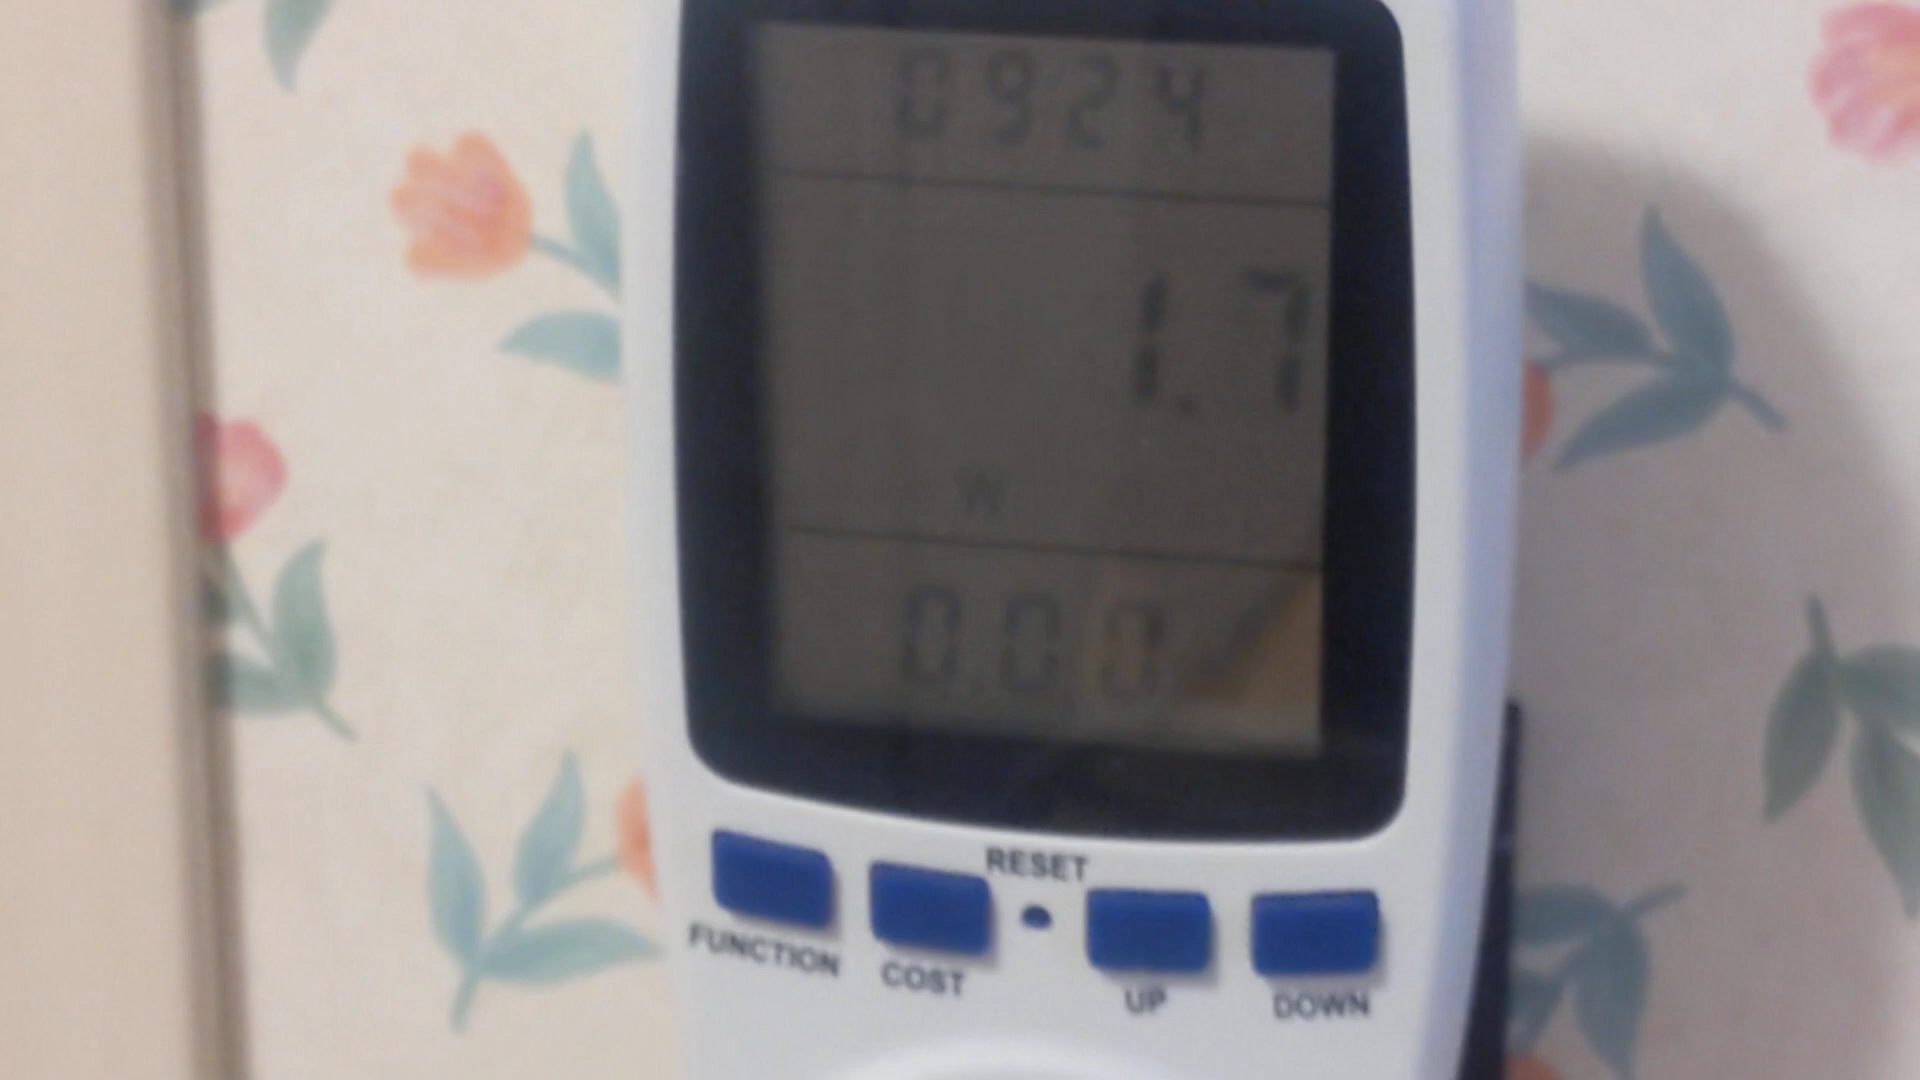 0924
1.7
W
0.00
RESET
FUNCTION COST UP DOWN